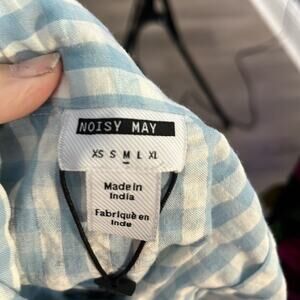 NOISY MAY
XS S M L XL
Made in
India
Fabriqué en
Inde